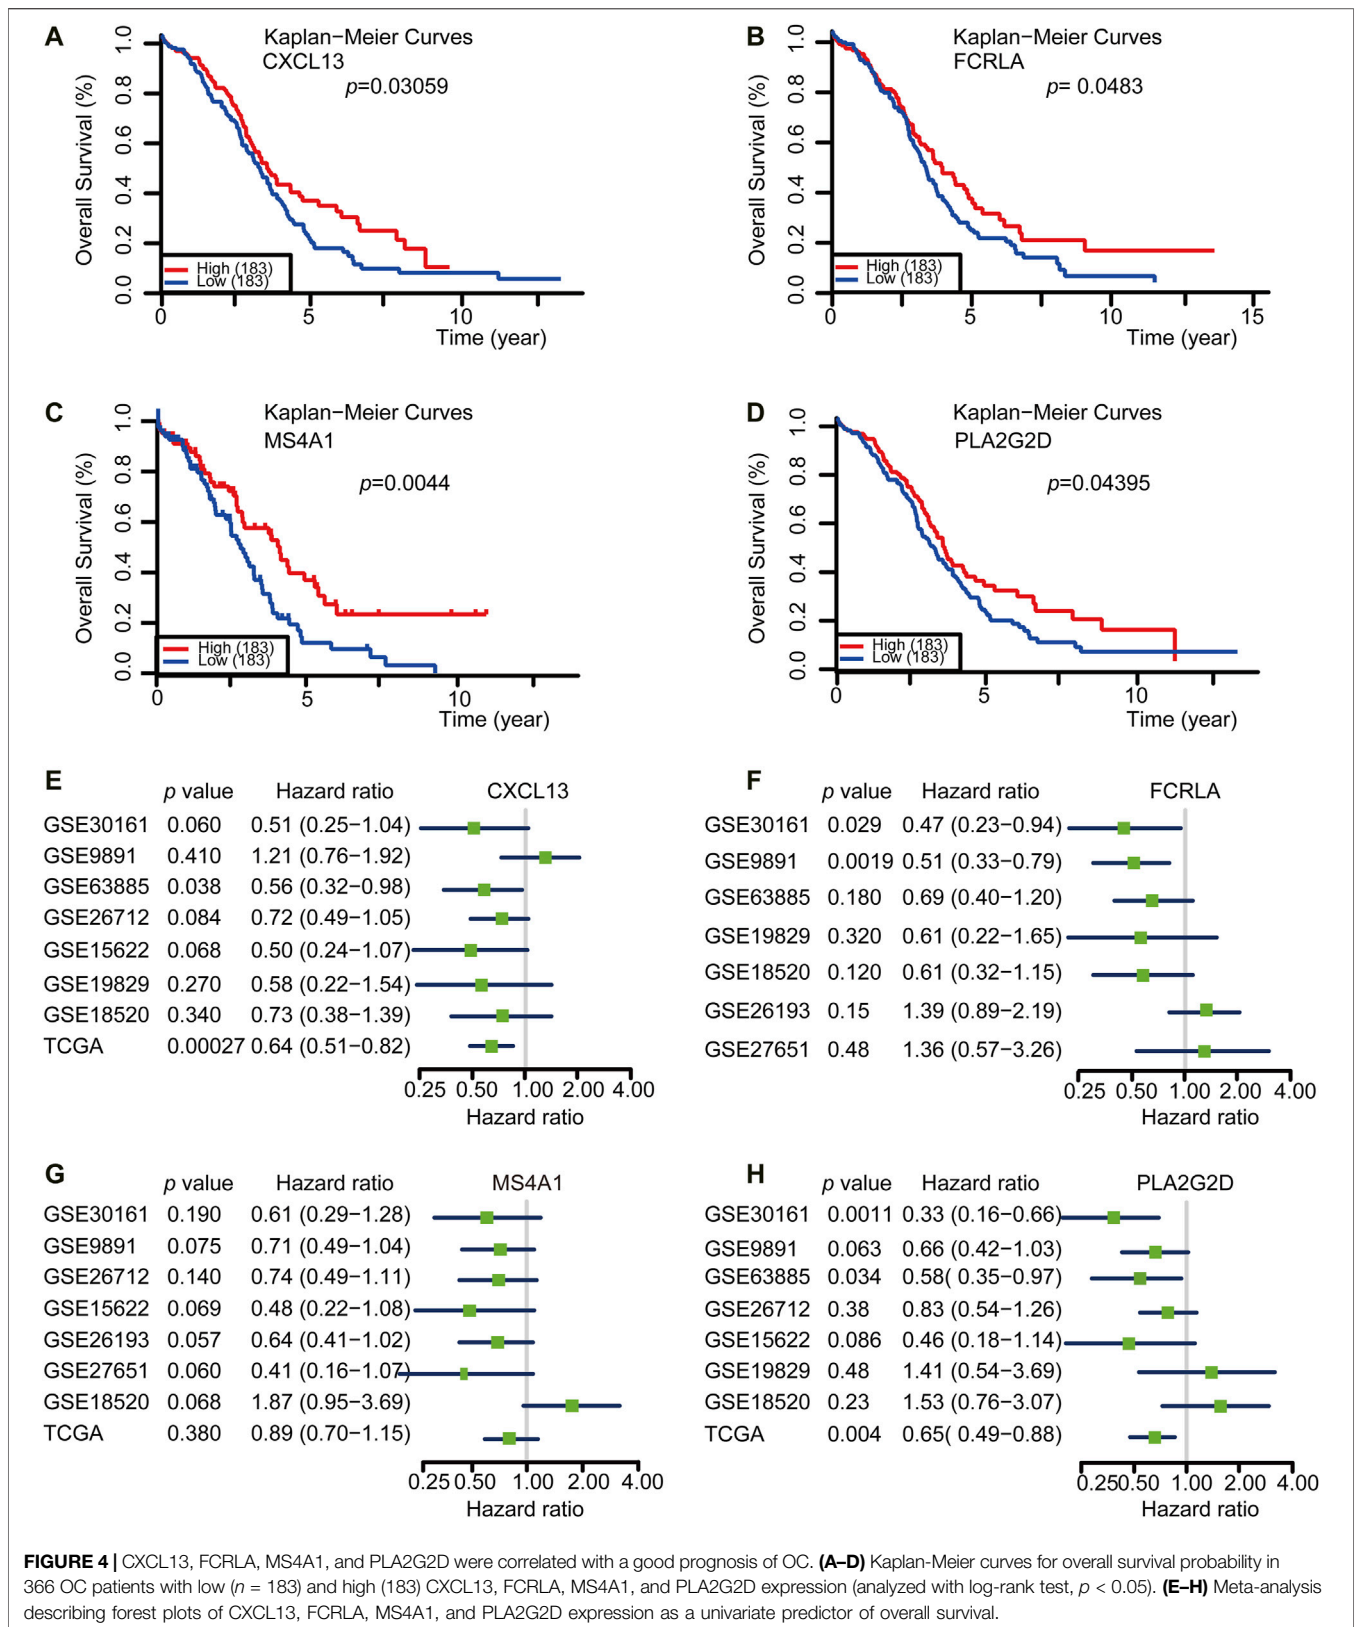 A
Kaplan−Meier Curves
CXCL13
p=0.03059
Overall Survival (%)
1.0
0.8
0.6
0.4
0.2
0.0
High (183)
Low (183)
0 5 10
Time (year)
B
Kaplan−Meier Curves
FCRLA
p= 0.0483
Overall Survival (%)
1.0
0.8
0.6
0.4
0.2
0.0
High (183)
Low (183)
0 5 10 15
Time (year)
C
Kaplan−Meier Curves
MS4A1
p=0.0044
Overall Survival (%)
1.0
0.8
0.6
0.4
0.2
0.0
High (183)
Low (183)
0 5 10
Time (year)
D
Kaplan−Meier Curves
PLA2G2D
p=0.04395
Overall Survival (%)
1.0
0.8
0.6
0.4
0.2
0.0
High (183)
Low (183)
0 5 10
Time (year)
E
p value Hazard ratio CXCL13
GSE30161 0.060 0.51 (0.25−1.04)
GSE9891 0.410 1.21 (0.76−1.92)
GSE63885 0.038 0.56 (0.32−0.98)
GSE26712 0.084 0.72 (0.49−1.05)
GSE15622 0.068 0.50 (0.24−1.07)
GSE19829 0.270 0.58 (0.22−1.54)
GSE18520 0.340 0.73 (0.38−1.39)
TCGA 0.00027 0.64 (0.51−0.82)
0.25 0.50 1.00 2.00 4.00
Hazard ratio
F
p value Hazard ratio FCRLA
GSE30161 0.029 0.47 (0.23−0.94)
GSE9891 0.0019 0.51 (0.33−0.79)
GSE63885 0.180 0.69 (0.40−1.20)
GSE19829 0.320 0.61 (0.22−1.65)
GSE18520 0.120 0.61 (0.32−1.15)
GSE26193 0.15 1.39 (0.89−2.19)
GSE27651 0.48 1.36 (0.57−3.26)
0.25 0.50 1.00 2.00 4.00
Hazard ratio
G
p value Hazard ratio MS4A1
GSE30161 0.190 0.61 (0.29−1.28)
GSE9891 0.075 0.71 (0.49−1.04)
GSE26712 0.140 0.74 (0.49−1.11)
GSE15622 0.069 0.48 (0.22−1.08)
GSE26193 0.057 0.64 (0.41−1.02)
GSE27651 0.060 0.41 (0.16−1.07)
GSE18520 0.068 1.87 (0.95−3.69)
TCGA 0.380 0.89 (0.70−1.15)
0.25 0.50 1.00 2.00 4.00
Hazard ratio
H
p value Hazard ratio PLA2G2D
GSE30161 0.0011 0.33 (0.16−0.66)
GSE9891 0.063 0.66 (0.42−1.03)
GSE63885 0.034 0.58( 0.35−0.97)
GSE26712 0.38 0.83 (0.54−1.26)
GSE15622 0.086 0.46 (0.18−1.14)
GSE19829 0.48 1.41 (0.54−3.69)
GSE18520 0.23 1.53 (0.76−3.07)
TCGA 0.004 0.65( 0.49−0.88)
0.25 0.50 1.00 2.00 4.00
Hazard ratio
FIGURE 4 | CXCL13, FCRLA, MS4A1, and PLA2G2D were correlated with a good prognosis of OC. (A–D) Kaplan-Meier curves for overall survival probability in
366 OC patients with low (n = 183) and high (183) CXCL13, FCRLA, MS4A1, and PLA2G2D expression (analyzed with log-rank test, p < 0.05). (E–H) Meta-analysis
describing forest plots of CXCL13, FCRLA, MS4A1, and PLA2G2D expression as a univariate predictor of overall survival.